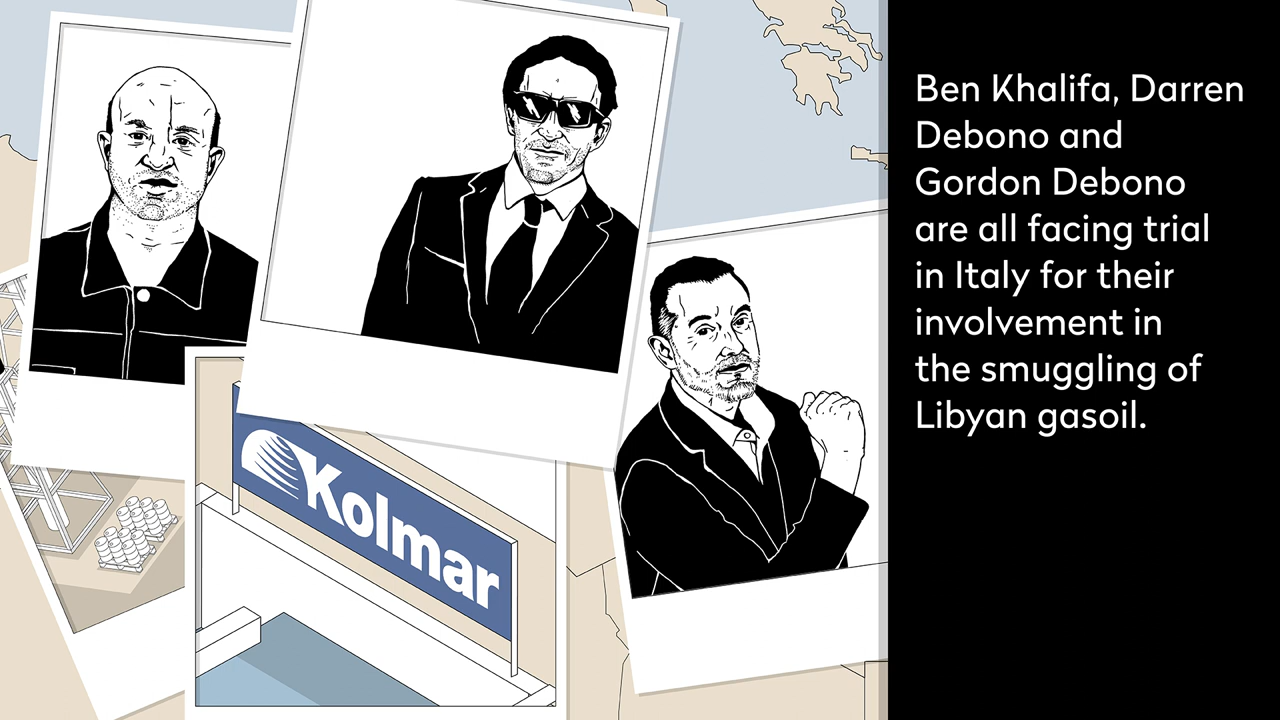 Ben Khalifa, Darren
Debono and
Gordon Debono
are all facing trial
in Italy for their
involvement in
the smuggling of
Libyan gasoil.
Kolmar